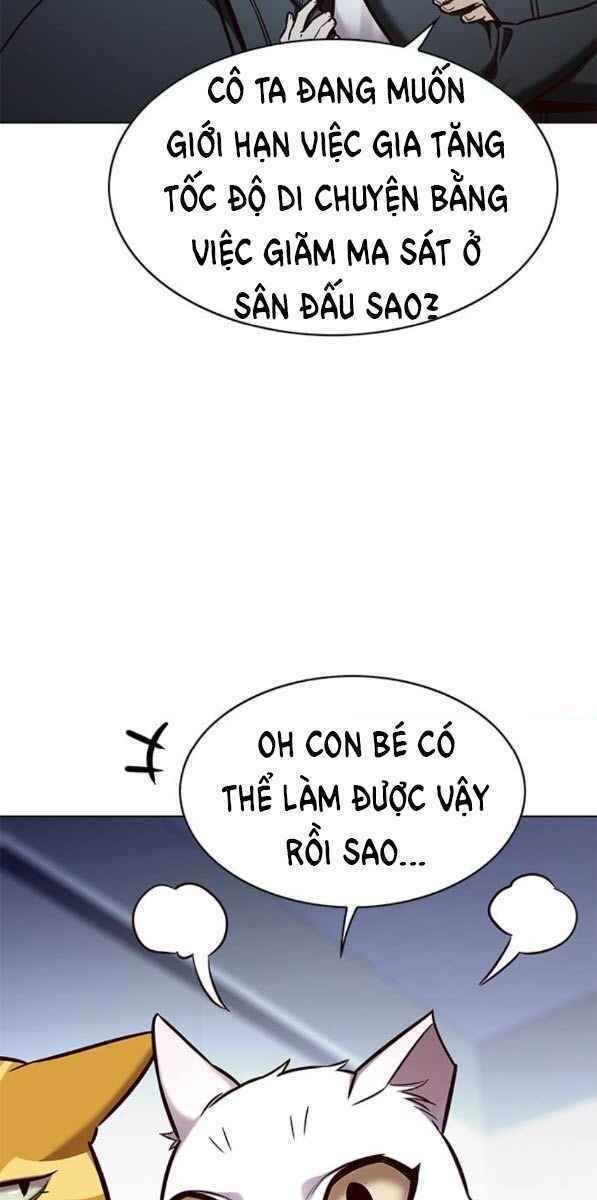 CÔ TA ĐANG MUỐN
GIỚI HẠN VIỆC GIA TĂNG
TỐC ĐỘ DI CHUYỆN BẰNG
VIỆC GIÃM MA SÁT Ở
SÂN ĐẤU SAO?
OH CON BÉ CÓ
THỂ LÀM ĐƯỢC VẬY
RỒI SAO...